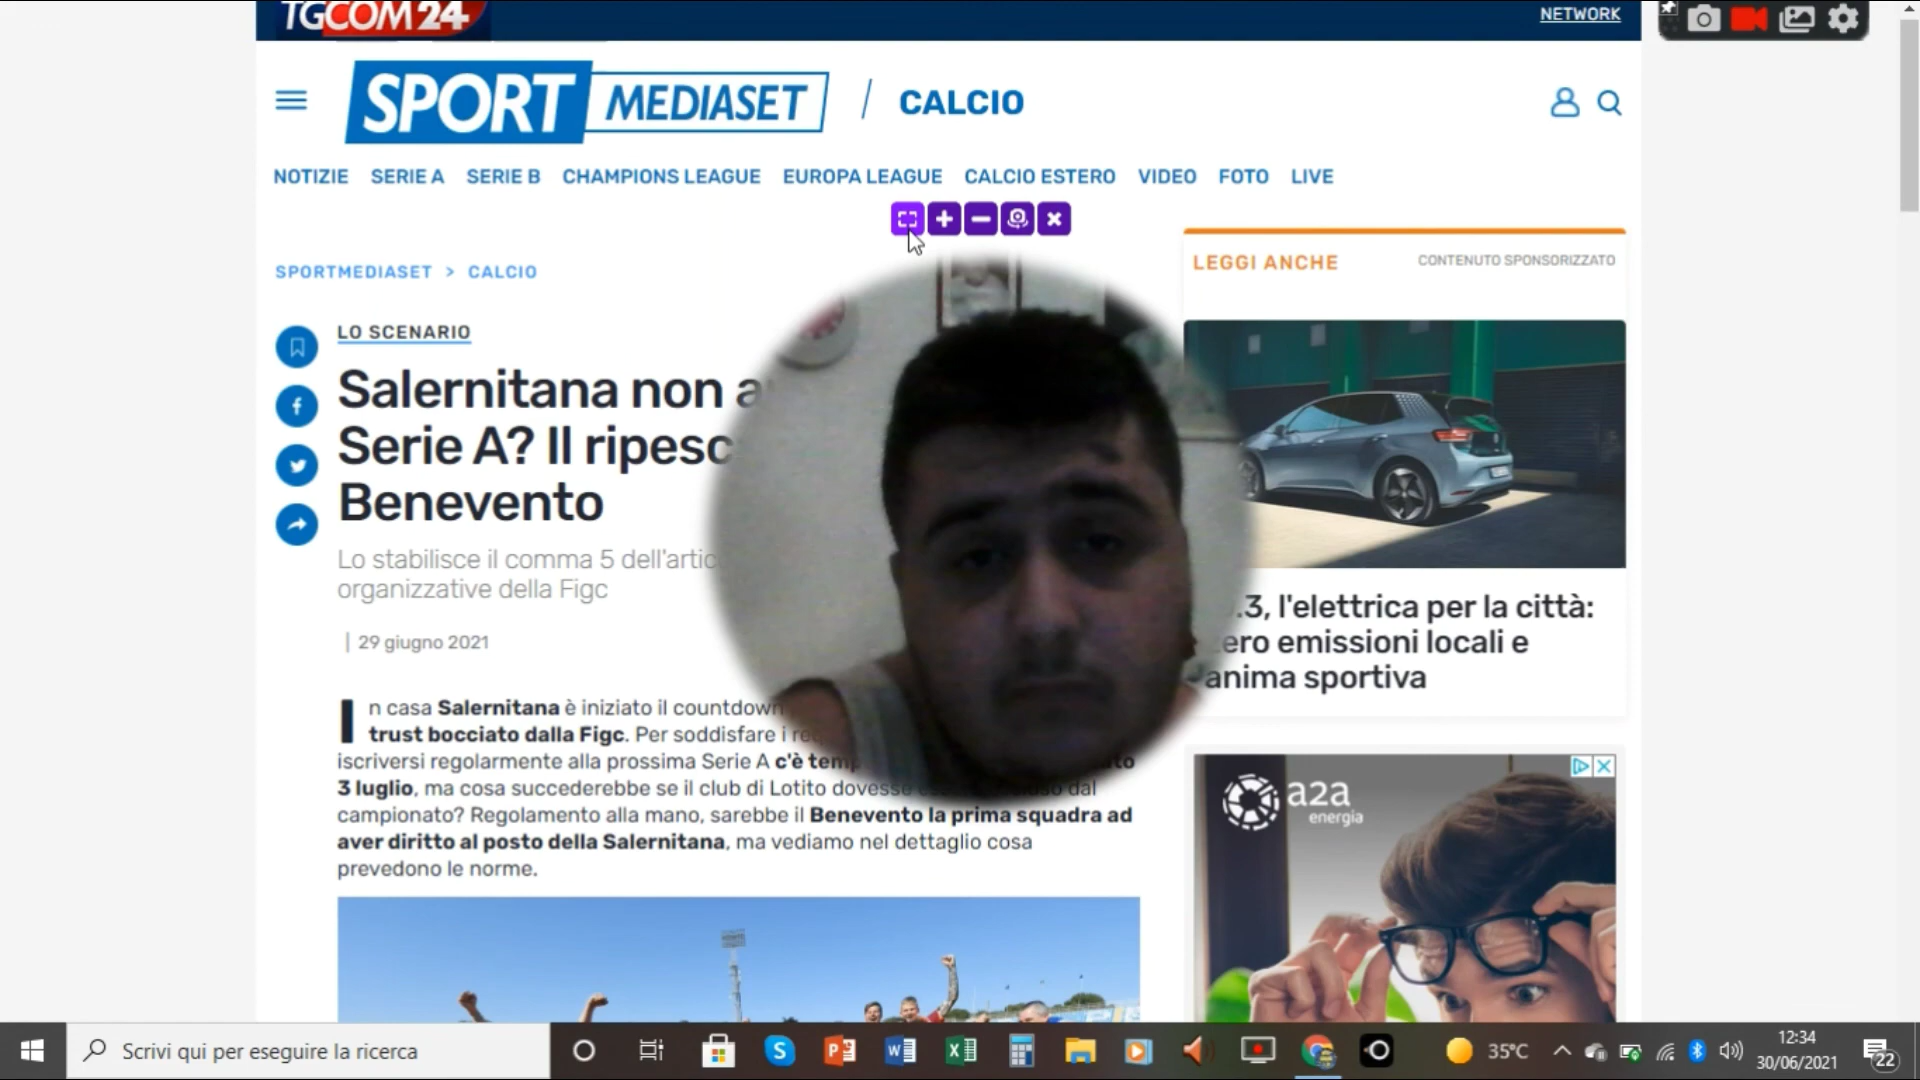 TGCOM24
NETWORK
SPORT MEDIASET / CALCIO
NOTIZIE SERIE A SERIE B CHAMPIONS LEAGUE EUROPA LEAGUE CALCIO ESTERO VIDEO FOTO LIVE
SPORTMEDIASET > CALCIO
LO SCENARIO
Salernitana non
Serie A? Il
Benevento
Lo stabilisce il comma 5
organizzative della Figc
29 giugno 2021
In casa Salernitana è iniziato il countdown
trust bocciato dalla Figc. Per soddisfare i
iscriversi regolarmente alla prossima Serie A c'è
3 luglio, ma cosa succederebbe se il club di Lotito dovesse dal
campionato? Regolamento alla mano, sarebbe il Benevento la prima squadra ad
aver diritto al posto della Salernitana, ma vediamo nel dettaglio cosa
prevedono le norme.
LEGGI ANCHE
CONTENUTO SPONSORIZZATO
.3, l'elettrica per la città:
emissioni locali e
anima sportiva
a2a
energia
Scrivi qui per eseguire la ricerca
35°C
12:34
30/06/2021
22